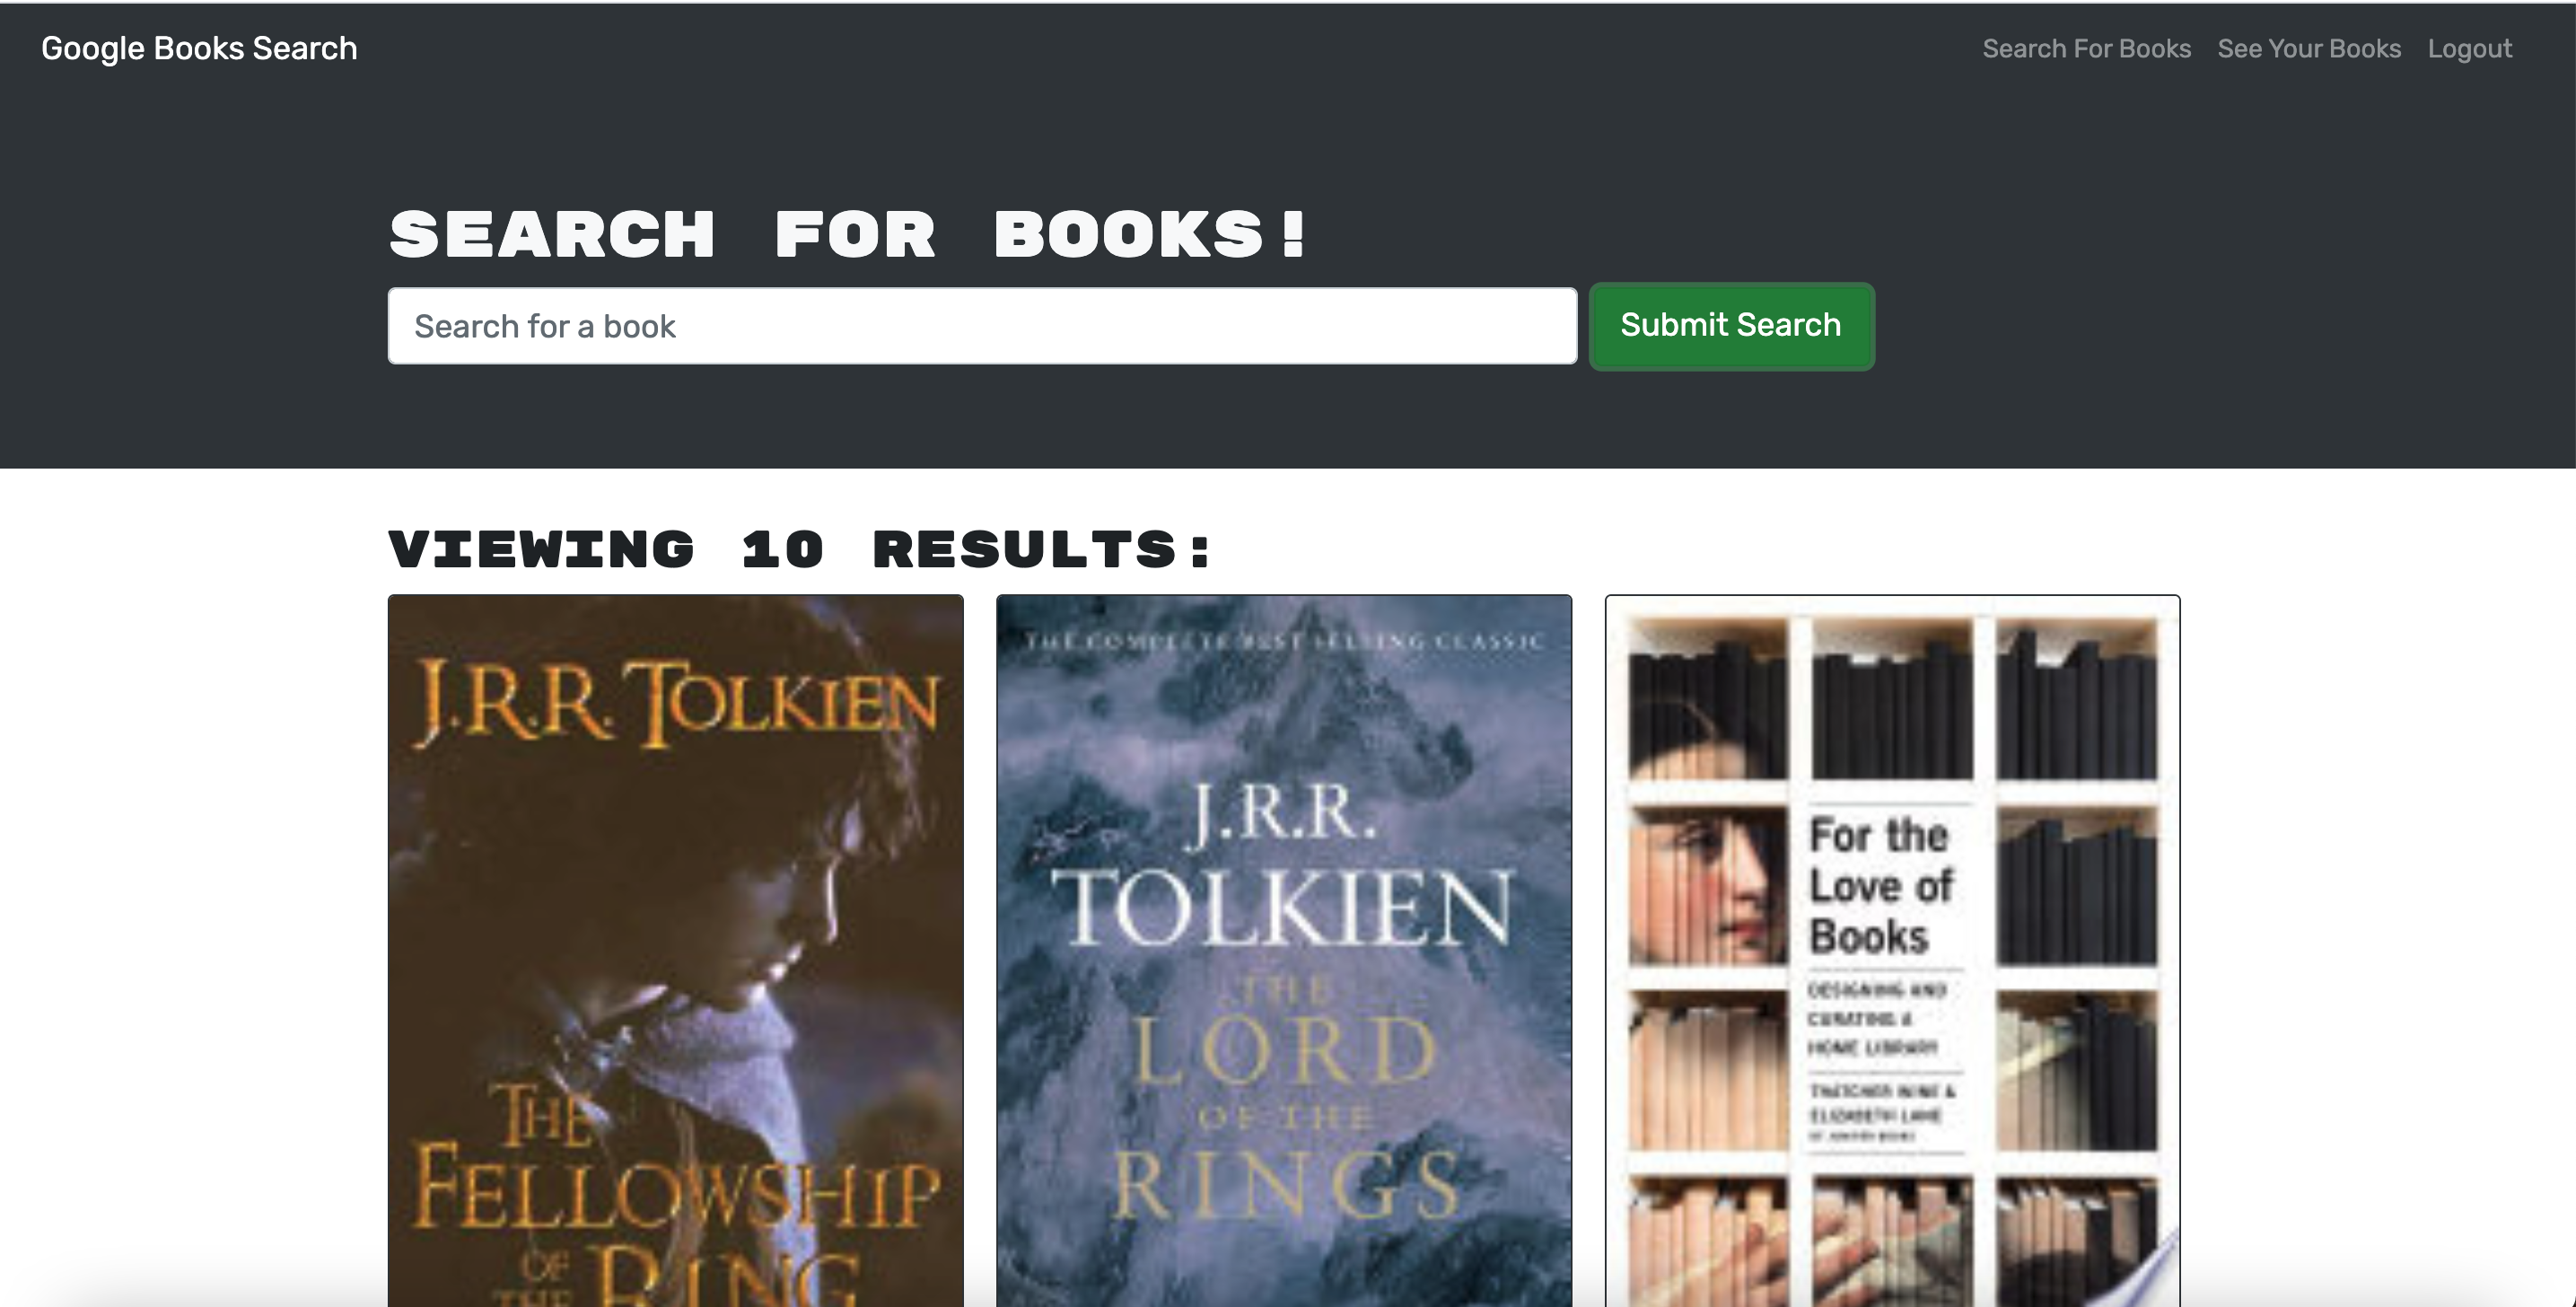 Google Books Search
Search For Books
See Your Books
Logout
SEARCH FOR BOOKS!
Search for a book
Submit Search
VIEWING 10 RESULTS:
J.R.R. TOLKIEN
THE
FELLOWSHIP
OF
THE RING
THE COMPLETE BEST SELLING CLASSIC
J.R.R.
TOLKIEN
THE
LORD
OF THE
RINGS
For the
Love of
Books
DESIGNING AND
CURATING A
HOME LIBRARY
THATCHER WINE &
ELIZABETH LANE